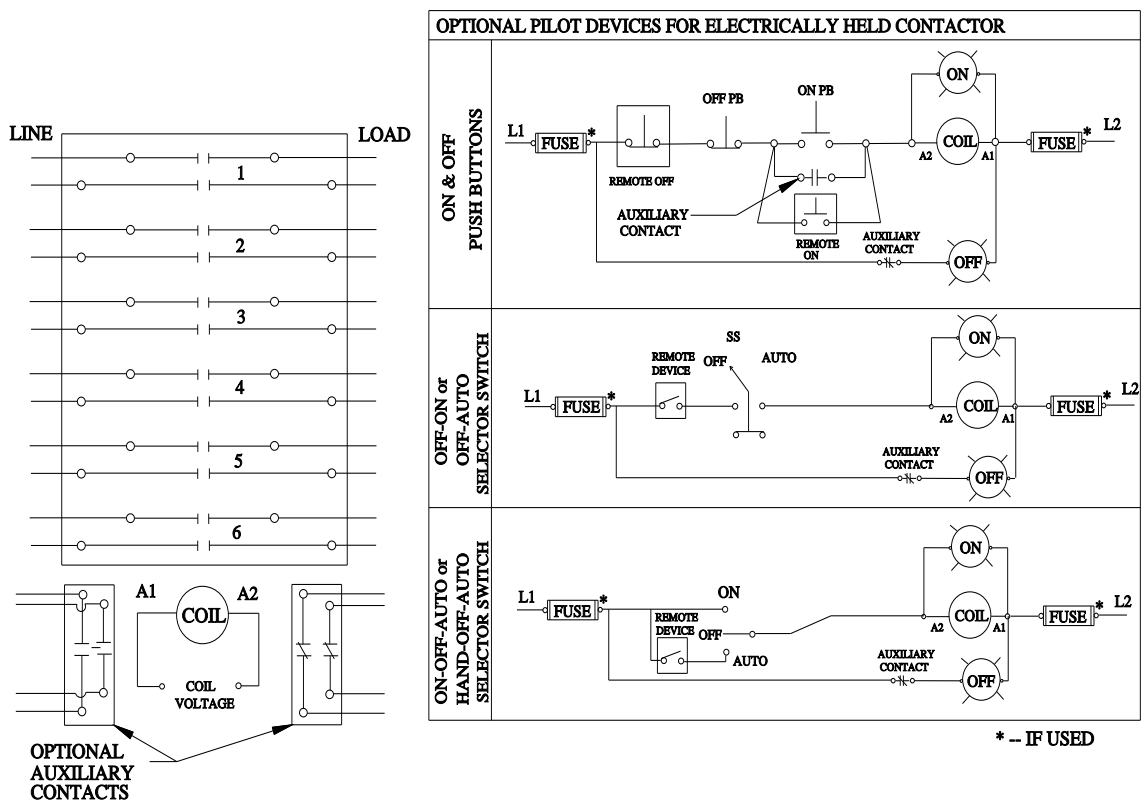 LINE
LOAD
1
2
3
4
5
6
A1
A2
COIL
COIL
VOLTAGE
OPTIONAL
AUXILIARY
CONTACTS
OPTIONAL PILOT DEVICES FOR ELECTRICALLY HELD CONTACTOR
ON & OFF
PUSH BUTTONS
ON
OFF PB
ON PB
L1
FUSE
*
REMOTE OFF
A2
COIL
A1
FUSE
*
L2
AUXILIARY
CONTACT
REMOTE
ON
AUXILIARY
CONTACT
OFF
OFF-ON or
OFF-AUTO
SELECTOR SWITCH
ON
SS
REMOTE
DEVICE
OFF
AUTO
L1
FUSE
*
A2
COIL
A1
FUSE
*
L2
AUXILIARY
CONTACT
OFF
ON-OFF-AUTO or
HAND-OFF-AUTO
SELECTOR SWITCH
ON
ON
L1
FUSE
*
REMOTE
DEVICE
OFF
AUTO
A2
COIL
A1
FUSE
*
L2
AUXILIARY
CONTACT
OFF
* -- IF USED